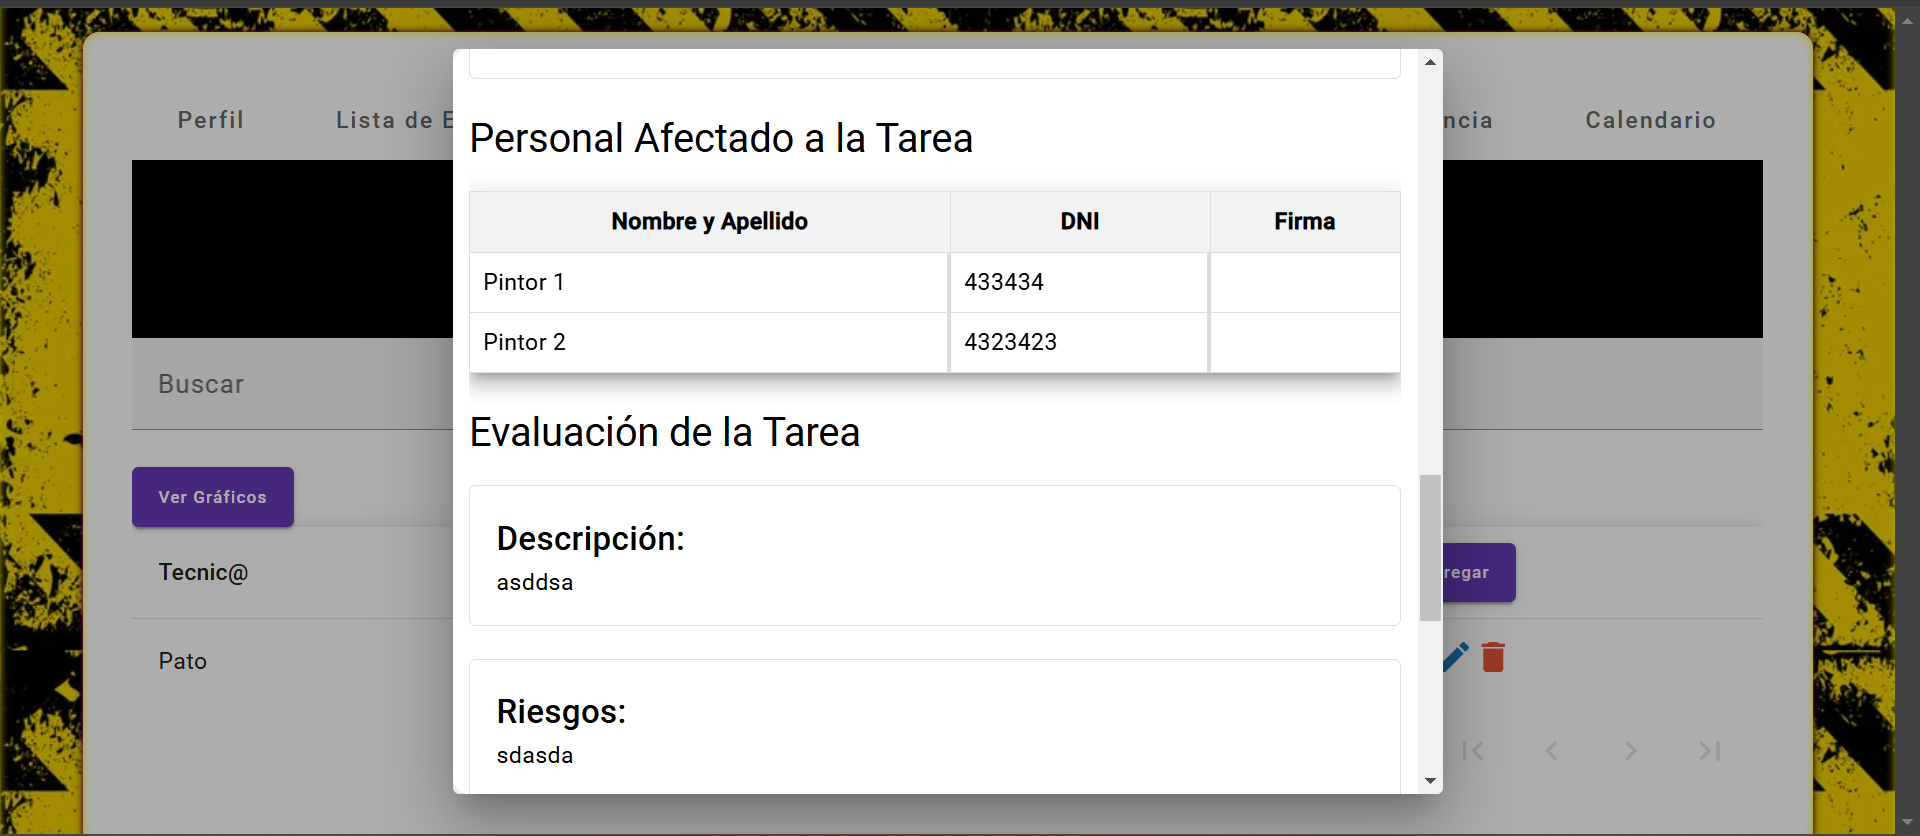 Perfil
Lista de E
ncia
Calendario
Personal Afectado a la Tarea
Nombre y Apellido DNI Firma
Pintor 1 433434
Pintor 2 4323423
Evaluación de la Tarea
Descripción:
asddsa
Riesgos:
sdasda
Buscar
Ver Gráficos
Tecnic@
regar
Pato